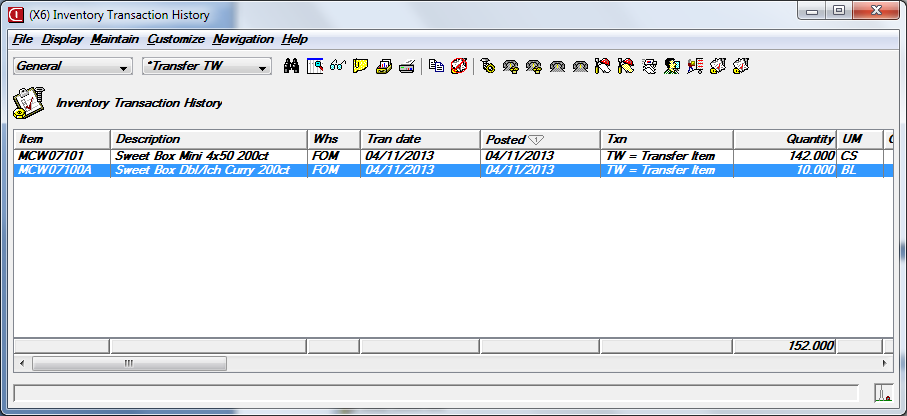 (X6) Inventory Transaction History
File Display Maintain Customize Navigation Help
General *Transfer TW
Inventory Transaction History
Item Description Whs Tran date Posted 1 Txn Quantity UM
MCW07101 Sweet Box Mini 4x50 200ct FOM 04/11/2013 04/11/2013 TW = Transfer Item 142.000 CS
MCW07100A Sweet Box Dbl/Ich Curry 200ct FOM 04/11/2013 04/11/2013 TW = Transfer Item 10.000 BL
152.000